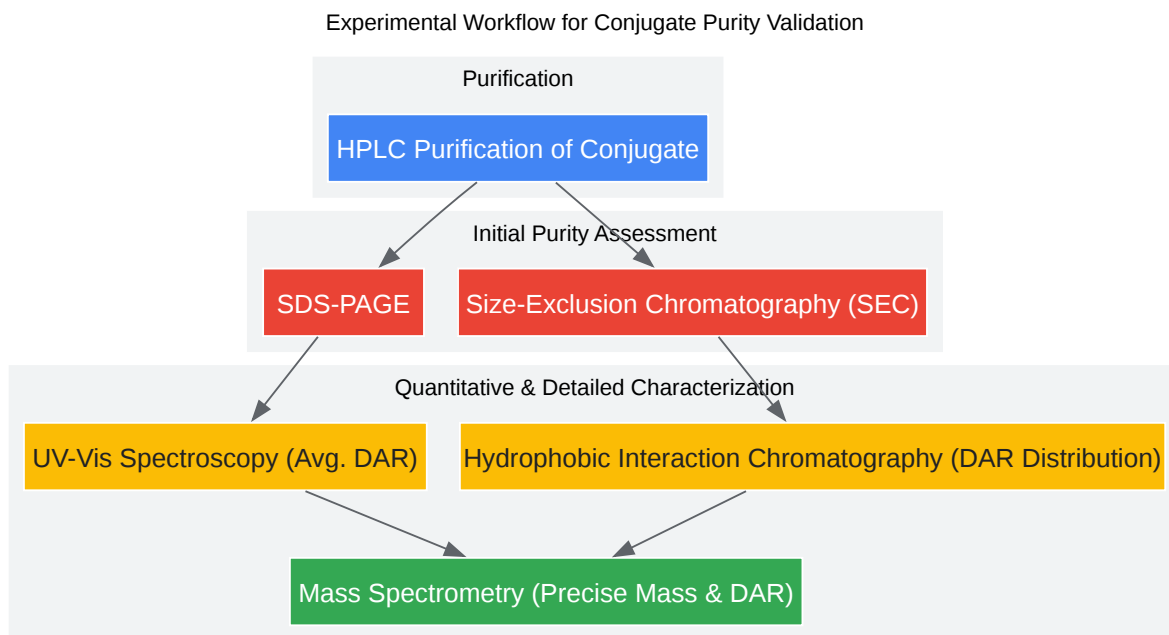 Experimental Workflow for Conjugate Purity Validation
Purification
HPLC Purification of Conjugate
Initial Purity Assessment
SDS-PAGE
Size-Exclusion Chromatography (SEC)
Quantitative & Detailed Characterization
UV-Vis Spectroscopy (Avg. DAR)
Hydrophobic Interaction Chromatography (DAR Distribution)
Mass Spectrometry (Precise Mass & DAR)